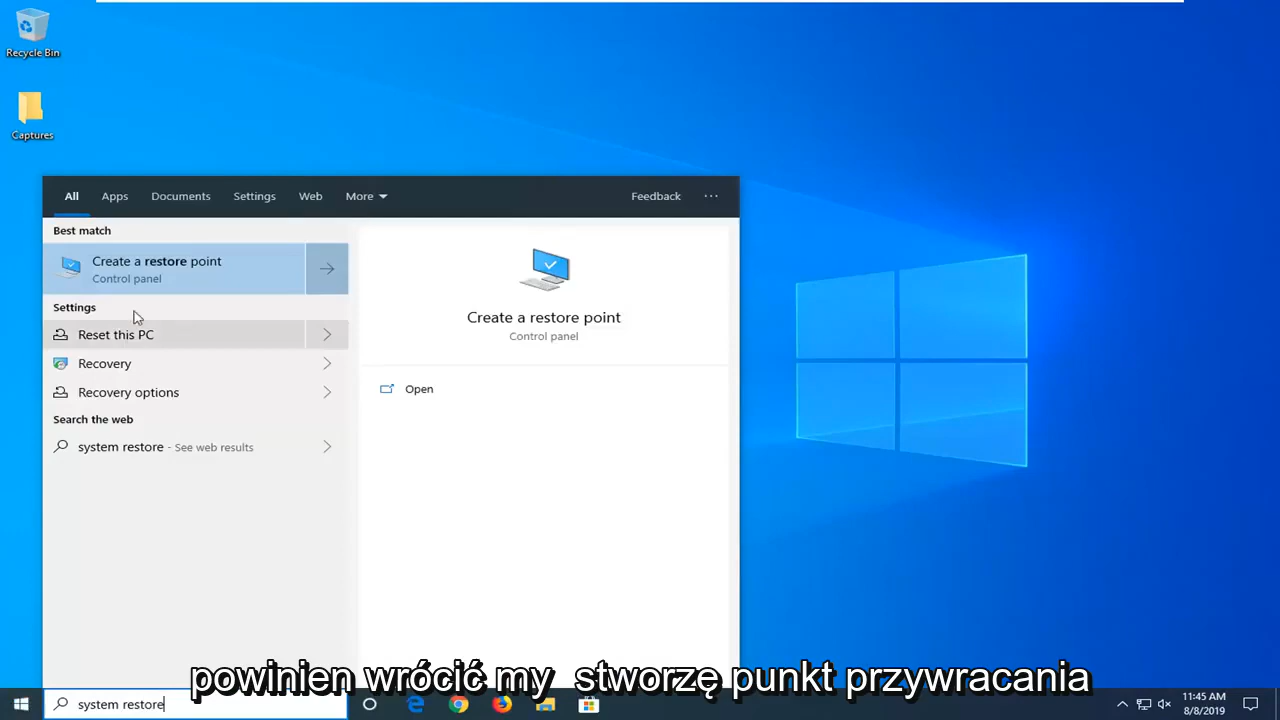 Recycle Bin
Captures
All Apps Documents Settings Web More Feedback ...
Best match
Create a restore point
Control panel
Settings
Reset this PC
Recovery
Recovery options
Search the web
system restore - See web results
Create a restore point
Control panel
Open
powinien wrócić my stworzę punkt przywracania
system restore
11:45 AM
8/8/2019